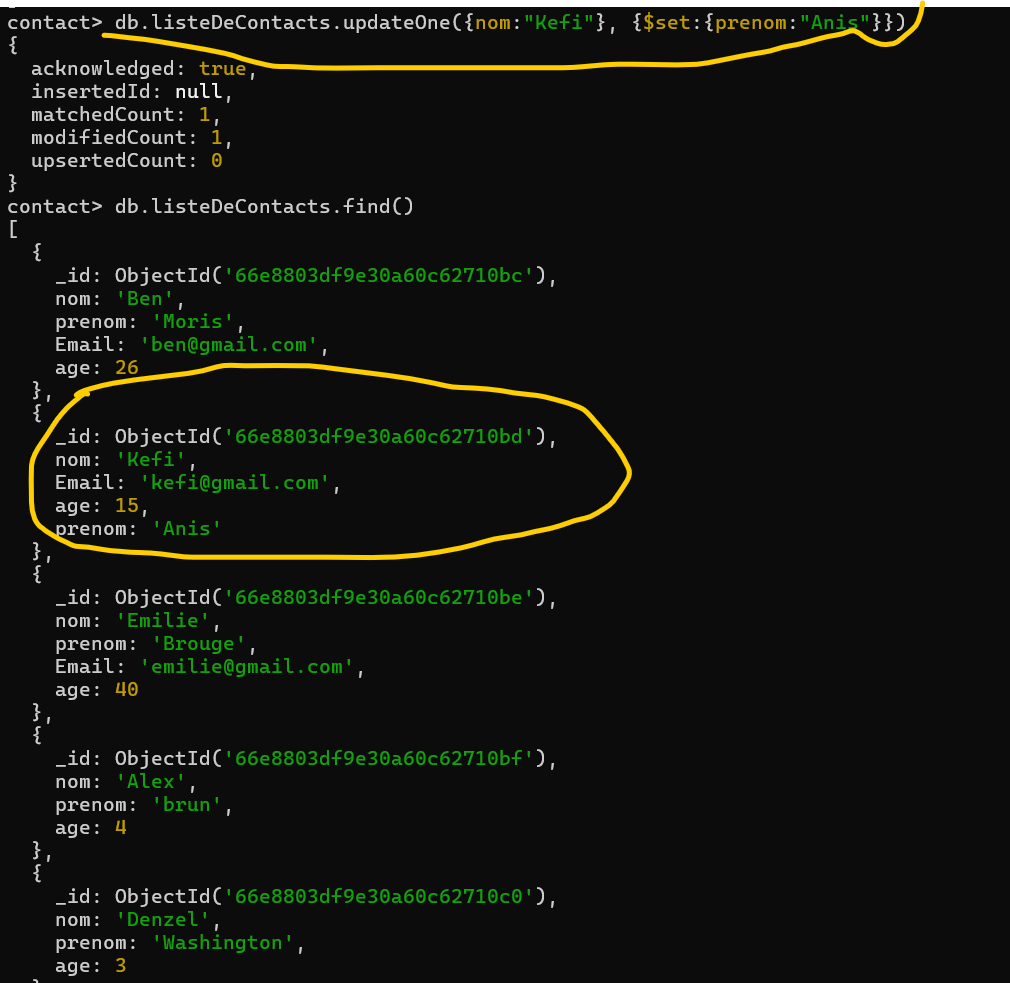 contact> db.listeDeContacts.updateOne({nom:"Kefi"}, {$set:{prenom:"Anis"}})
{
  acknowledged: true,
  insertedId: null,
  matchedCount: 1,
  modifiedCount: 1,
  upsertedCount: 0
}
contact> db.listeDeContacts.find()
[
  {
    _id: ObjectId('66e8803df9e30a60c62710bc'),
    nom: 'Ben',
    prenom: 'Moris',
    Email: 'ben@gmail.com',
    age: 26
  },
  {
    _id: ObjectId('66e8803df9e30a60c62710bd'),
    nom: 'Kefi',
    Email: 'kefi@gmail.com',
    age: 15,
    prenom: 'Anis'
  },
  {
    _id: ObjectId('66e8803df9e30a60c62710be'),
    nom: 'Emilie',
    prenom: 'Brouge',
    Email: 'emilie@gmail.com',
    age: 40
  },
  {
    _id: ObjectId('66e8803df9e30a60c62710bf'),
    nom: 'Alex',
    prenom: 'brun',
    age: 4
  },
  {
    _id: ObjectId('66e8803df9e30a60c62710c0'),
    nom: 'Denzel',
    prenom: 'Washington',
    age: 3